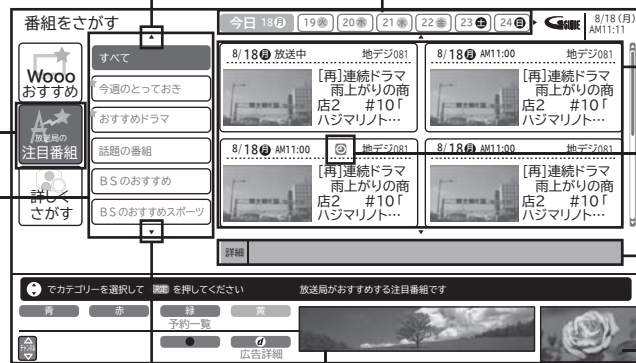 番組をさがす
今日 18月 19火 20水 21木 22金 23土 24日
GGUIDE
8/18(月)
AM11:11
Wooo
おすすめ
放送局の
注目番組
詳しく
さがす
すべて
今週のとっておき
おすすめドラマ
話題の番組
BSのおすすめ
BSのおすすめスポーツ
8/18月 放送中 地デジ081
[再]連続ドラマ
雨上がりの商
店2 #10「
ハジマリノト…
8/18月 AM11:00 地デジ081
[再]連続ドラマ
雨上がりの商
店2 #10「
ハジマリノト…
8/18月 AM11:00 地デジ081
[再]連続ドラマ
雨上がりの商
店2 #10「
ハジマリノト…
8/18月 AM11:00 地デジ081
[再]連続ドラマ
雨上がりの商
店2 #10「
ハジマリノト…
詳細
でカテゴリーを選択して 決定 を押してください 放送局がおすすめする注目番組です
青 赤 緑 黄
予約一覧
チャンネル
d
広告詳細